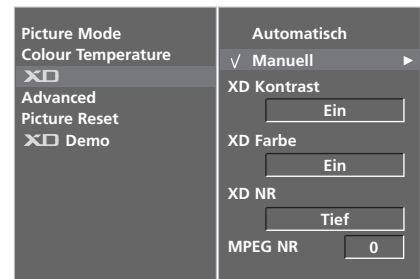 Picture Mode
Colour Temperature
XD
Advanced
Picture Reset
XD Demo
Automatisch
√ Manuell ►
XD Kontrast
Ein
XD Farbe
Ein
XD NR
Tief
MPEG NR 0